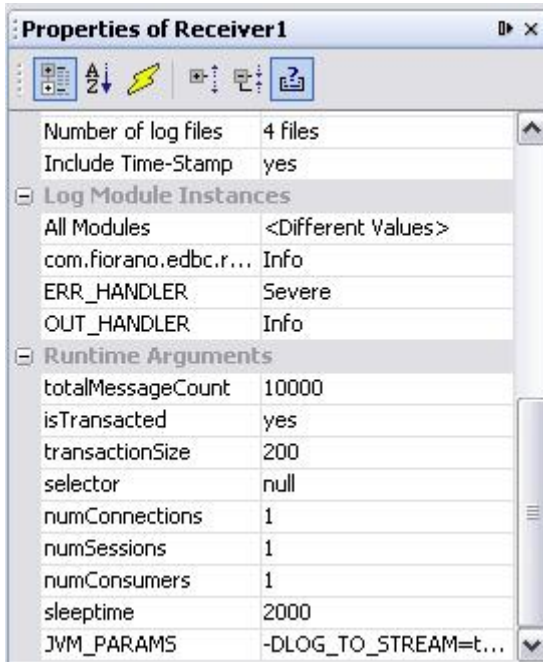 Properties of Receiver1
Number of log files 4 files
Include Time-Stamp yes
Log Module Instances
All Modules <Different Values>
com.fiorano.edbc.r... Info
ERR_HANDLER Severe
OUT_HANDLER Info
Runtime Arguments
totalMessageCount 10000
isTransacted yes
transactionSize 200
selector null
numConnections 1
numSessions 1
numConsumers 1
sleeptime 2000
JVM_PARAMS -DLOG_TO_STREAM=t...